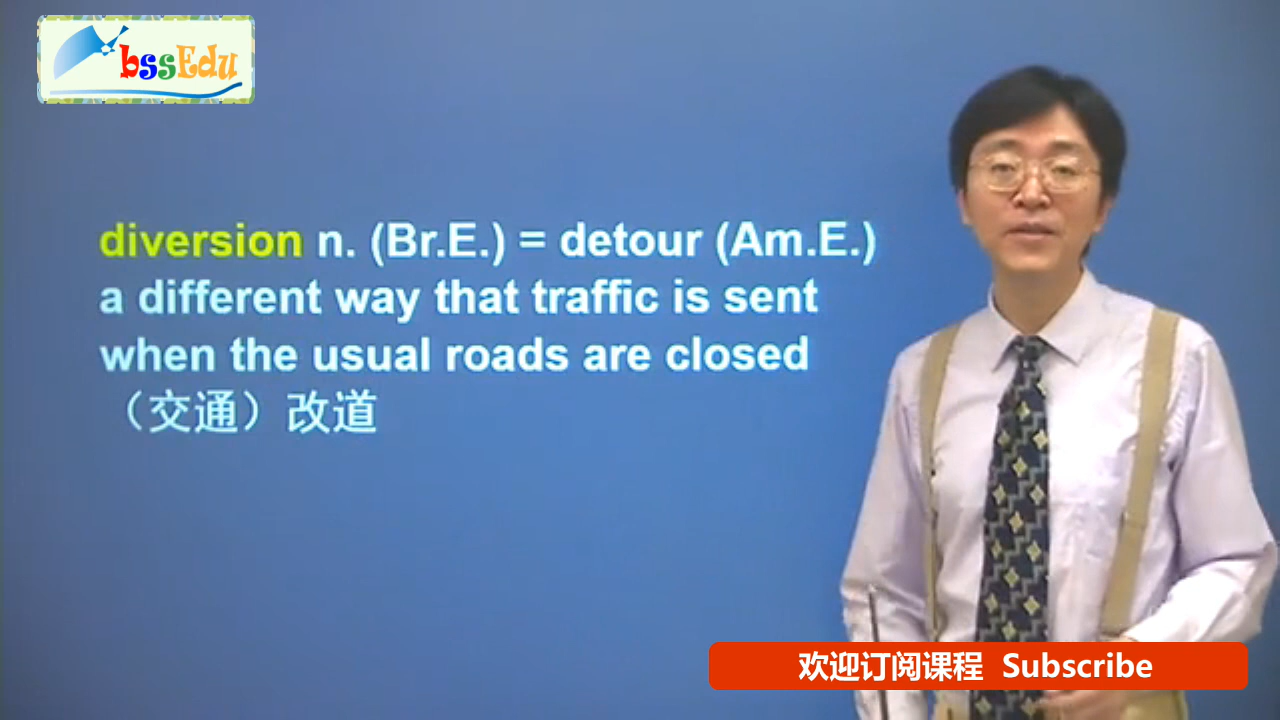 bssEdu
diversion n. (Br.E.) = detour (Am.E.)
a different way that traffic is sent
when the usual roads are closed
（交通）改道
欢迎订阅课程 Subscribe